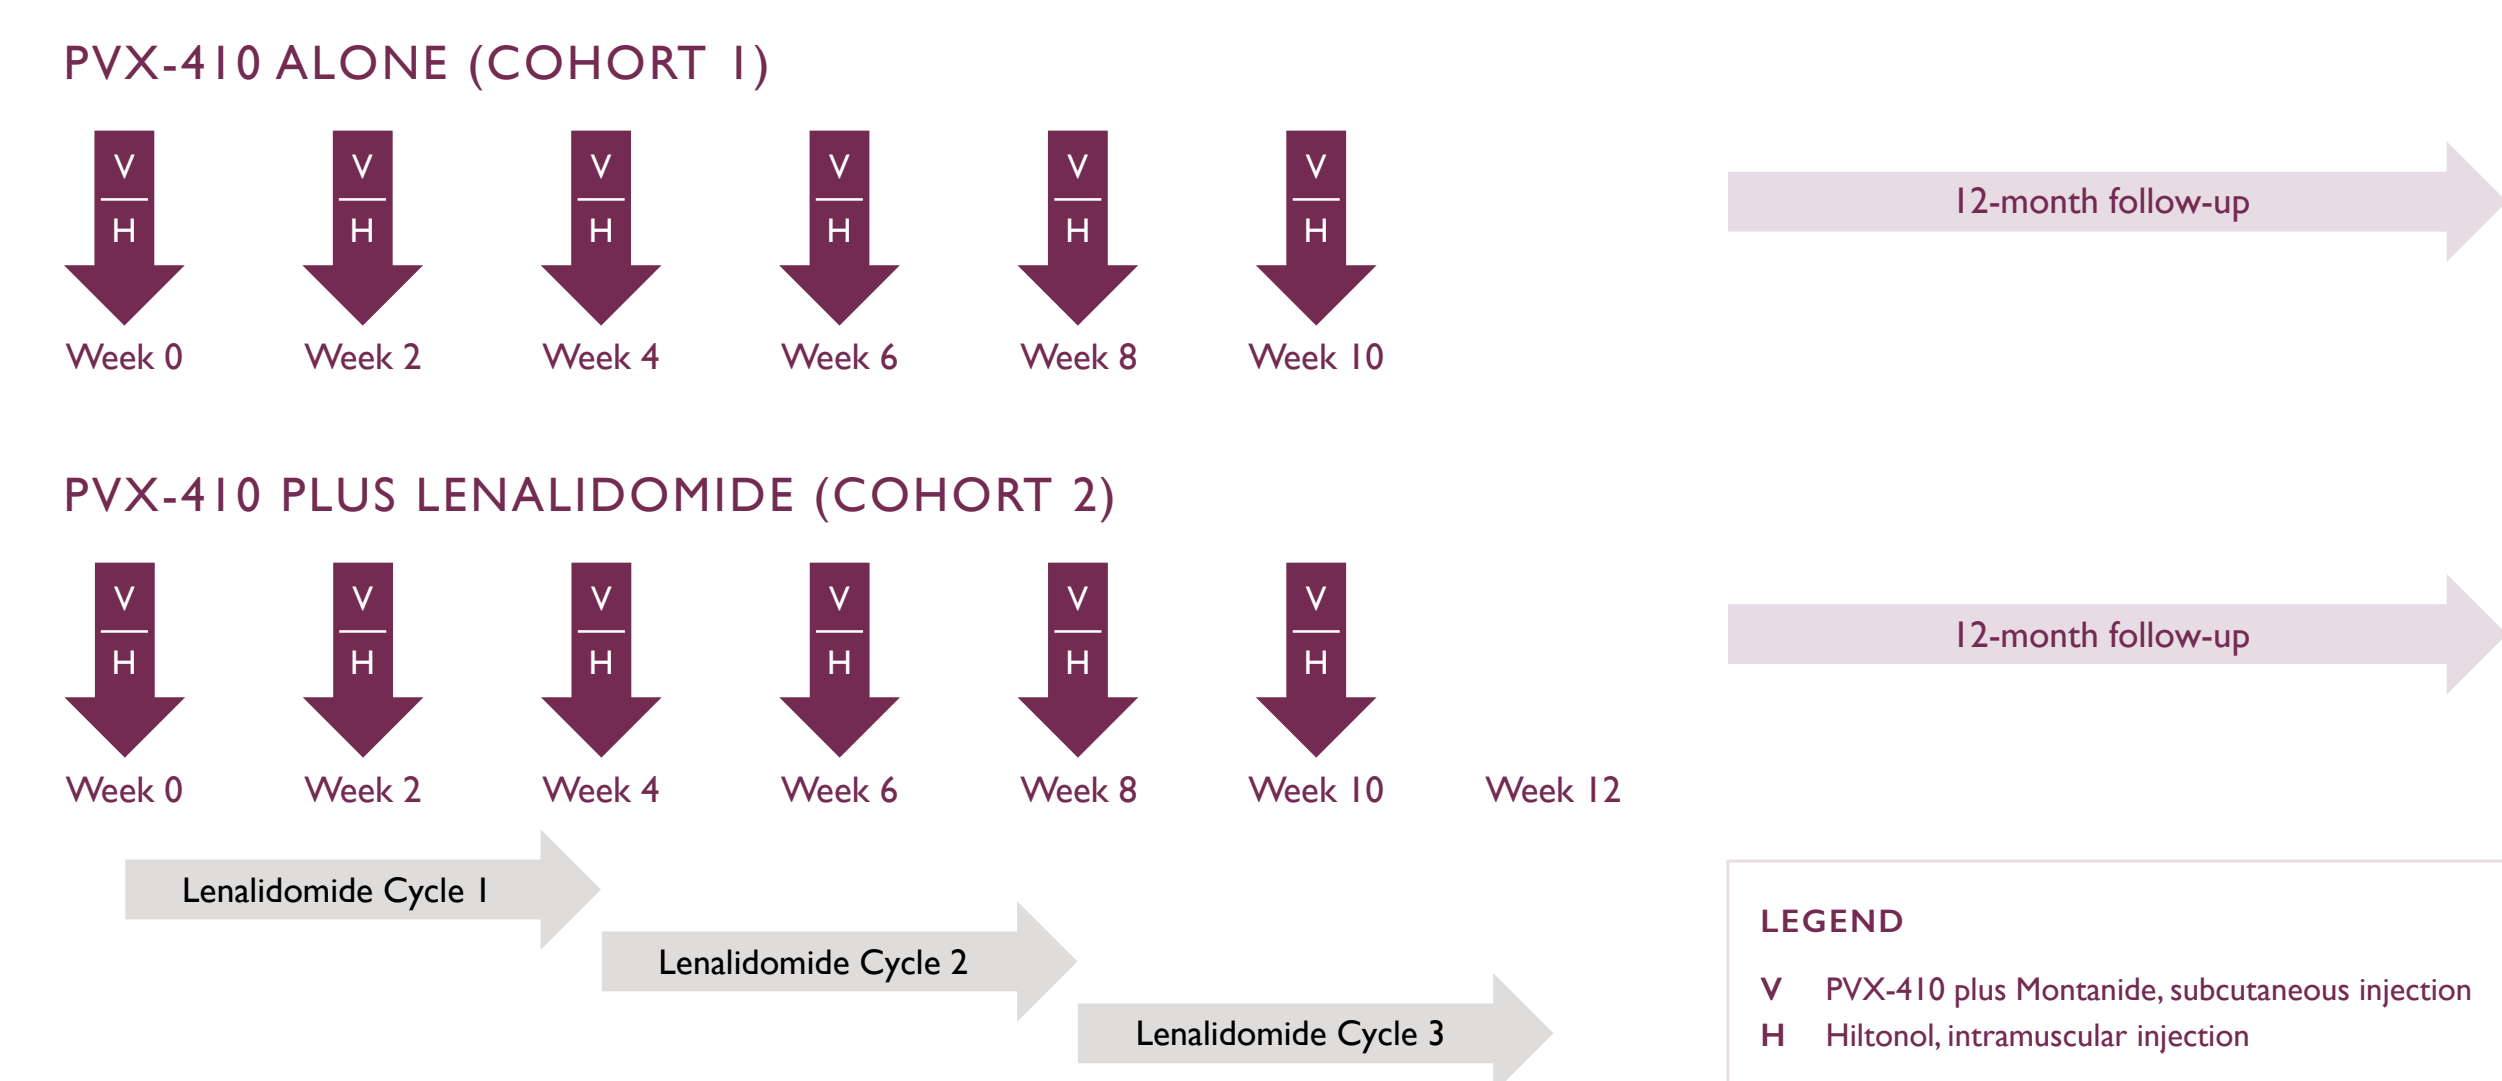 PVX-410 ALONE (COHORT 1)
V V V V V V
H H H H H H
12-month follow-up
Week 0 Week 2 Week 4 Week 6 Week 8 Week 10
PVX-410 PLUS LENALIDOMIDE (COHORT 2)
V V V V V V
H H H H H H
12-month follow-up
Week 0 Week 2 Week 4 Week 6 Week 8 Week 10 Week 12
Lenalidomide Cycle 1
Lenalidomide Cycle 2
Lenalidomide Cycle 3
LEGEND
V PVX-410 plus Montanide, subcutaneous injection
H Hiltonol, intramuscular injection